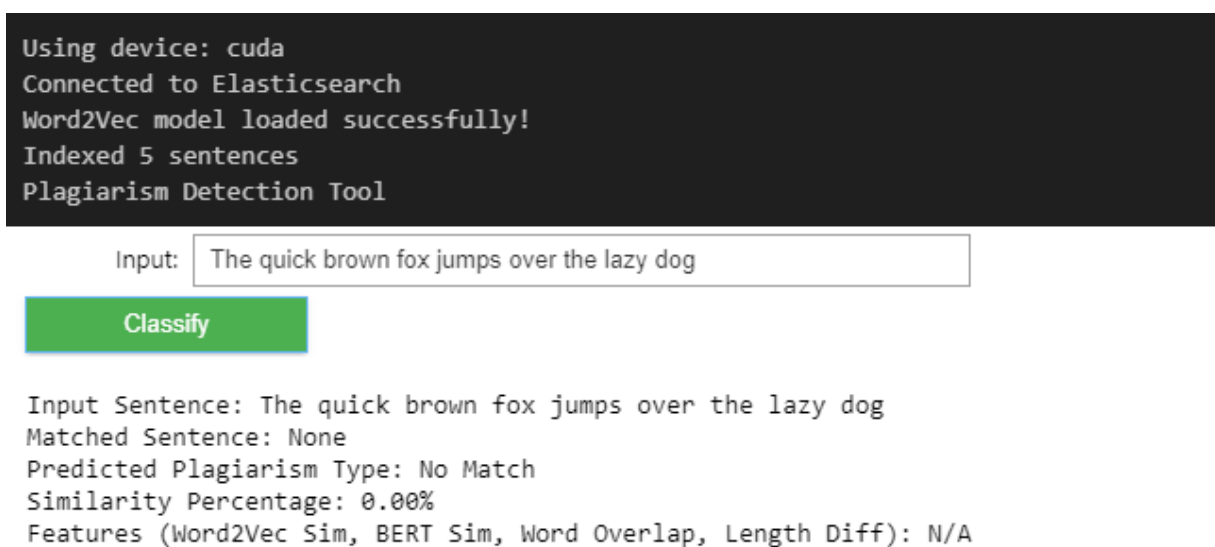 Using device: cuda
Connected to Elasticsearch
Word2Vec model loaded successfully!
Indexed 5 sentences
Plagiarism Detection Tool
Input: The quick brown fox jumps over the lazy dog
Classify
Input Sentence: The quick brown fox jumps over the lazy dog
Matched Sentence: None
Predicted Plagiarism Type: No Match
Similarity Percentage: 0.00%
Features (Word2Vec Sim, BERT Sim, Word Overlap, Length Diff): N/A